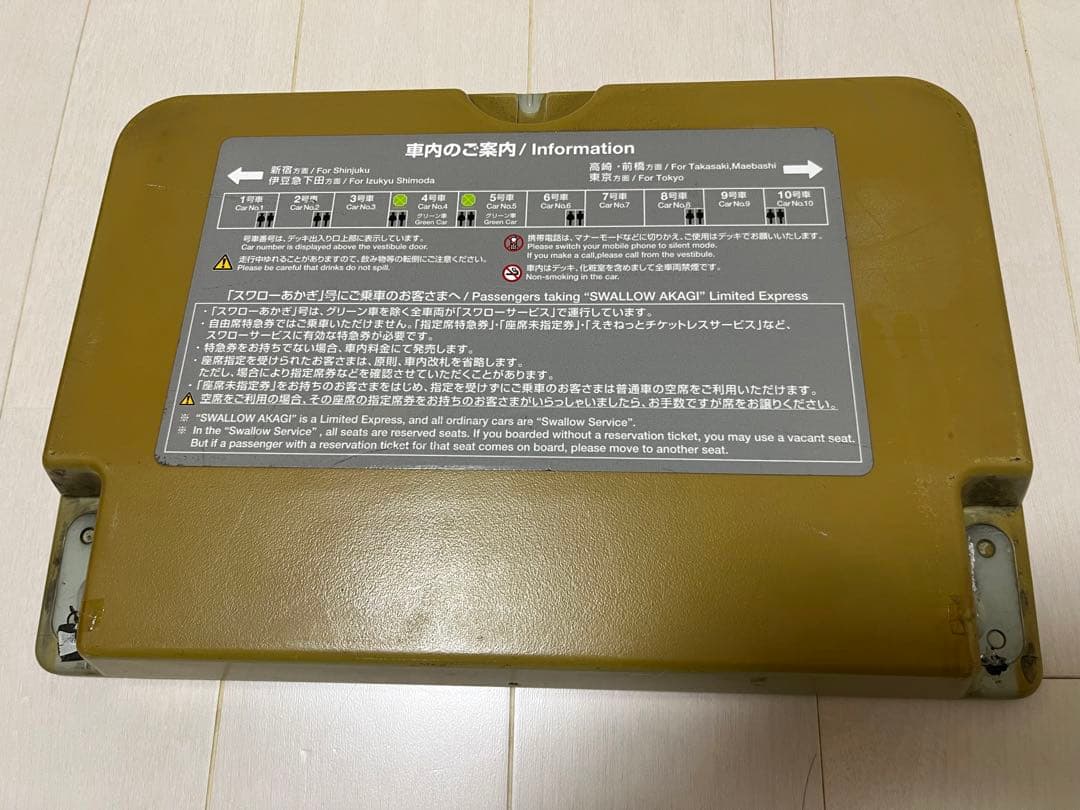 車内のご案内 / Information
新宿方面 / For Shinjuku
伊豆急下田方面 / For Izukyu Shimoda
高崎・前橋方面 / For Takasaki,Maebashi
東京方面 / For Tokyo
1号車 2号車 3号車 4号車 5号車 6号車 7号車 8号車 9号車 10号車
Car No.1 Car No.2 Car No.3 Car No.4 Car No.5 Car No.6 Car No.7 Car No.8 Car No.9 Car No.10
グリーン車 グリーン車
Green Car Green Car
号車番号は、デッキ出入り口上部に表示しています。
Car number is displayed above the vestibule door.
走行中ゆれることがありますので、飲み物等の転倒にご注意ください。
Please be careful that drinks do not spill.
携帯電話は、マナーモードなどに切りかえ、ご使用はデッキでお願いいたします。
Please switch your mobile phone to silent mode.
If you make a call,please call from the vestibule.
車内はデッキ、化粧室を含めまして全車両禁煙です。
Non-smoking in the car.
「スワローあかぎ」号にご乗車のお客さまへ / Passengers taking “SWALLOW AKAGI” Limited Express
・「スワローあかぎ」号は、グリーン車を除く全車両が「スワローサービス」で運行しています。
・自由席特急券ではご乗車いただけません。「指定席特急券」・「座席未指定券」・「えきねっとチケットレスサービス」など、
スワローサービスに有効な特急券が必要です。
・特急券をお持ちでない場合、車内料金にて発売します。
・座席指定を受けられたお客さまは、原則、車内改札を省略します。
ただし、場合により指定席券などを確認させていただくことがあります。
・「座席未指定券」をお持ちのお客さまをはじめ、指定を受けずにご乗車のお客さまは普通車の空席をご利用いただけます。
空席をご利用の場合、その座席の指定席券をお持ちのお客さまがいらっしゃいましたら、お手数ですが席をお譲りください。
※ “SWALLOW AKAGI” is a Limited Express, and all ordinary cars are “Swallow Service”.
※ In the “Swallow Service” , all seats are reserved seats. If you boarded without a reservation ticket, you may use a vacant seat.
But if a passenger with a reservation ticket for that seat comes on board, please move to another seat.